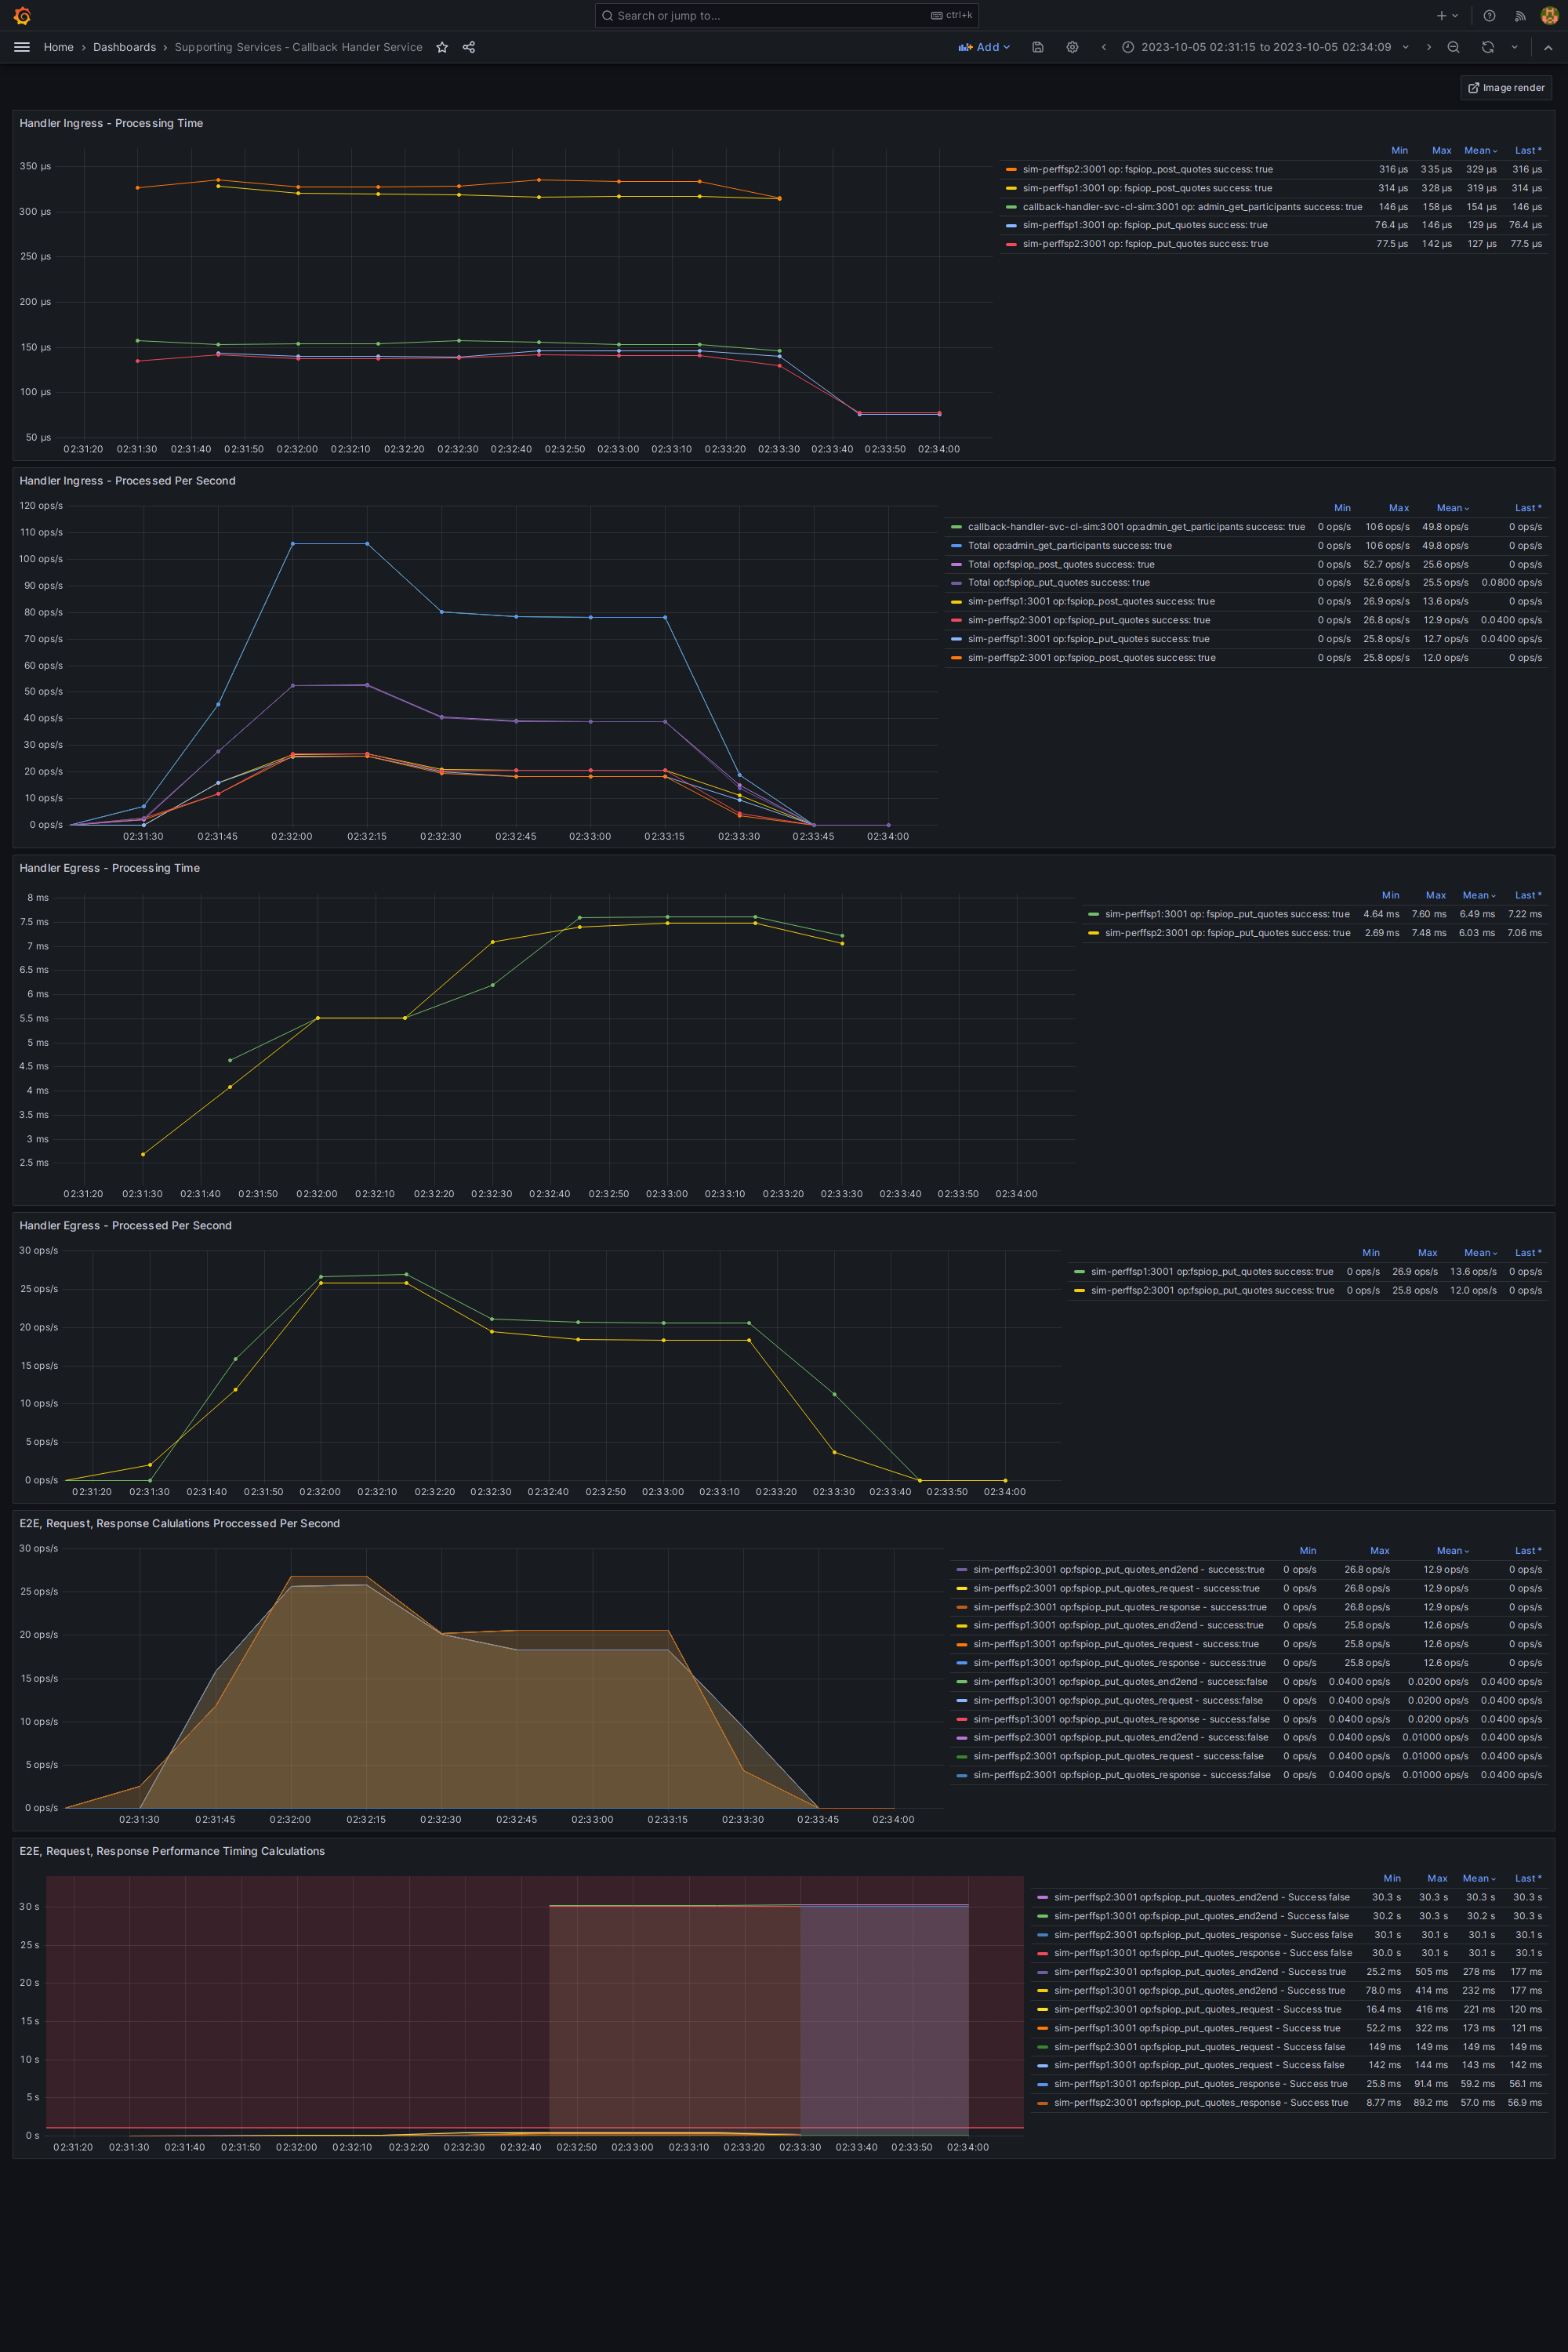 Search or jump to... ctrl+k
Home › Dashboards › Supporting Services - Callback Hander Service
Add 2023-10-05 02:31:15 to 2023-10-05 02:34:09
Image render
Handler Ingress - Processing Time
350 µs
300 µs
250 µs
200 µs
150 µs
100 µs
50 µs
02:31:20 02:31:30 02:31:40 02:31:50 02:32:00 02:32:10 02:32:20 02:32:30 02:32:40 02:32:50 02:33:00 02:33:10 02:33:20 02:33:30 02:33:40 02:33:50 02:34:00
Min Max Mean Last *
sim-perffsp2:3001 op: fspiop_post_quotes success: true 316 µs 335 µs 329 µs 316 µs
sim-perffsp1:3001 op: fspiop_post_quotes success: true 314 µs 328 µs 319 µs 314 µs
callback-handler-svc-cl-sim:3001 op: admin_get_participants success: true 146 µs 158 µs 154 µs 146 µs
sim-perffsp1:3001 op: fspiop_put_quotes success: true 76.4 µs 146 µs 129 µs 76.4 µs
sim-perffsp2:3001 op: fspiop_put_quotes success: true 77.5 µs 142 µs 127 µs 77.5 µs
Handler Ingress - Processed Per Second
120 ops/s
110 ops/s
100 ops/s
90 ops/s
80 ops/s
70 ops/s
60 ops/s
50 ops/s
40 ops/s
30 ops/s
20 ops/s
10 ops/s
0 ops/s
02:31:30 02:31:45 02:32:00 02:32:15 02:32:30 02:32:45 02:33:00 02:33:15 02:33:30 02:33:45 02:34:00
Min Max Mean Last *
callback-handler-svc-cl-sim:3001 op:admin_get_participants success: true 0 ops/s 106 ops/s 49.8 ops/s 0 ops/s
Total op:admin_get_participants success: true 0 ops/s 106 ops/s 49.8 ops/s 0 ops/s
Total op:fspiop_post_quotes success: true 0 ops/s 52.7 ops/s 25.6 ops/s 0 ops/s
Total op:fspiop_put_quotes success: true 0 ops/s 52.6 ops/s 25.5 ops/s 0.0800 ops/s
sim-perffsp1:3001 op:fspiop_post_quotes success: true 0 ops/s 26.9 ops/s 13.6 ops/s 0 ops/s
sim-perffsp2:3001 op:fspiop_put_quotes success: true 0 ops/s 26.8 ops/s 12.9 ops/s 0.0400 ops/s
sim-perffsp1:3001 op:fspiop_put_quotes success: true 0 ops/s 25.8 ops/s 12.7 ops/s 0.0400 ops/s
sim-perffsp2:3001 op:fspiop_post_quotes success: true 0 ops/s 25.8 ops/s 12.0 ops/s 0 ops/s
Handler Egress - Processing Time
8 ms
7.5 ms
7 ms
6.5 ms
6 ms
5.5 ms
5 ms
4.5 ms
4 ms
3.5 ms
3 ms
2.5 ms
02:31:20 02:31:30 02:31:40 02:31:50 02:32:00 02:32:10 02:32:20 02:32:30 02:32:40 02:32:50 02:33:00 02:33:10 02:33:20 02:33:30 02:33:40 02:33:50 02:34:00
Min Max Mean Last *
sim-perffsp1:3001 op: fspiop_put_quotes success: true 4.64 ms 7.60 ms 6.49 ms 7.22 ms
sim-perffsp2:3001 op: fspiop_put_quotes success: true 2.69 ms 7.48 ms 6.03 ms 7.06 ms
Handler Egress - Processed Per Second
30 ops/s
25 ops/s
20 ops/s
15 ops/s
10 ops/s
5 ops/s
0 ops/s
02:31:20 02:31:30 02:31:40 02:31:50 02:32:00 02:32:10 02:32:20 02:32:30 02:32:40 02:32:50 02:33:00 02:33:10 02:33:20 02:33:30 02:33:40 02:33:50 02:34:00
Min Max Mean Last *
sim-perffsp1:3001 op:fspiop_put_quotes success: true 0 ops/s 26.9 ops/s 13.6 ops/s 0 ops/s
sim-perffsp2:3001 op:fspiop_put_quotes success: true 0 ops/s 25.8 ops/s 12.0 ops/s 0 ops/s
E2E, Request, Response Calulations Proccessed Per Second
30 ops/s
25 ops/s
20 ops/s
15 ops/s
10 ops/s
5 ops/s
0 ops/s
02:31:30 02:31:45 02:32:00 02:32:15 02:32:30 02:32:45 02:33:00 02:33:15 02:33:30 02:33:45 02:34:00
Min Max Mean Last *
sim-perffsp2:3001 op:fspiop_put_quotes_end2end - success:true 0 ops/s 26.8 ops/s 12.9 ops/s 0 ops/s
sim-perffsp2:3001 op:fspiop_put_quotes_request - success:true 0 ops/s 26.8 ops/s 12.9 ops/s 0 ops/s
sim-perffsp2:3001 op:fspiop_put_quotes_response - success:true 0 ops/s 26.8 ops/s 12.9 ops/s 0 ops/s
sim-perffsp1:3001 op:fspiop_put_quotes_end2end - success:true 0 ops/s 25.8 ops/s 12.6 ops/s 0 ops/s
sim-perffsp1:3001 op:fspiop_put_quotes_request - success:true 0 ops/s 25.8 ops/s 12.6 ops/s 0 ops/s
sim-perffsp1:3001 op:fspiop_put_quotes_response - success:true 0 ops/s 25.8 ops/s 12.6 ops/s 0 ops/s
sim-perffsp1:3001 op:fspiop_put_quotes_end2end - success:false 0 ops/s 0.0400 ops/s 0.0200 ops/s 0.0400 ops/s
sim-perffsp1:3001 op:fspiop_put_quotes_request - success:false 0 ops/s 0.0400 ops/s 0.0200 ops/s 0.0400 ops/s
sim-perffsp1:3001 op:fspiop_put_quotes_response - success:false 0 ops/s 0.0400 ops/s 0.0200 ops/s 0.0400 ops/s
sim-perffsp2:3001 op:fspiop_put_quotes_end2end - success:false 0 ops/s 0.0400 ops/s 0.01000 ops/s 0.0400 ops/s
sim-perffsp2:3001 op:fspiop_put_quotes_request - success:false 0 ops/s 0.0400 ops/s 0.01000 ops/s 0.0400 ops/s
sim-perffsp2:3001 op:fspiop_put_quotes_response - success:false 0 ops/s 0.0400 ops/s 0.01000 ops/s 0.0400 ops/s
E2E, Request, Response Performance Timing Calculations
30 s
25 s
20 s
15 s
10 s
5 s
0 s
02:31:20 02:31:30 02:31:40 02:31:50 02:32:00 02:32:10 02:32:20 02:32:30 02:32:40 02:32:50 02:33:00 02:33:10 02:33:20 02:33:30 02:33:40 02:33:50 02:34:00
Min Max Mean Last *
sim-perffsp2:3001 op:fspiop_put_quotes_end2end - Success false 30.3 s 30.3 s 30.3 s 30.3 s
sim-perffsp1:3001 op:fspiop_put_quotes_end2end - Success false 30.2 s 30.3 s 30.2 s 30.3 s
sim-perffsp2:3001 op:fspiop_put_quotes_response - Success false 30.1 s 30.1 s 30.1 s 30.1 s
sim-perffsp1:3001 op:fspiop_put_quotes_response - Success false 30.0 s 30.1 s 30.1 s 30.1 s
sim-perffsp2:3001 op:fspiop_put_quotes_end2end - Success true 25.2 ms 505 ms 278 ms 177 ms
sim-perffsp1:3001 op:fspiop_put_quotes_end2end - Success true 78.0 ms 414 ms 232 ms 177 ms
sim-perffsp2:3001 op:fspiop_put_quotes_request - Success true 16.4 ms 416 ms 221 ms 120 ms
sim-perffsp1:3001 op:fspiop_put_quotes_request - Success true 52.2 ms 322 ms 173 ms 121 ms
sim-perffsp2:3001 op:fspiop_put_quotes_request - Success false 149 ms 149 ms 149 ms 149 ms
sim-perffsp1:3001 op:fspiop_put_quotes_request - Success false 142 ms 144 ms 143 ms 142 ms
sim-perffsp1:3001 op:fspiop_put_quotes_response - Success true 25.8 ms 91.4 ms 59.2 ms 56.1 ms
sim-perffsp2:3001 op:fspiop_put_quotes_response - Success true 8.77 ms 89.2 ms 57.0 ms 56.9 ms